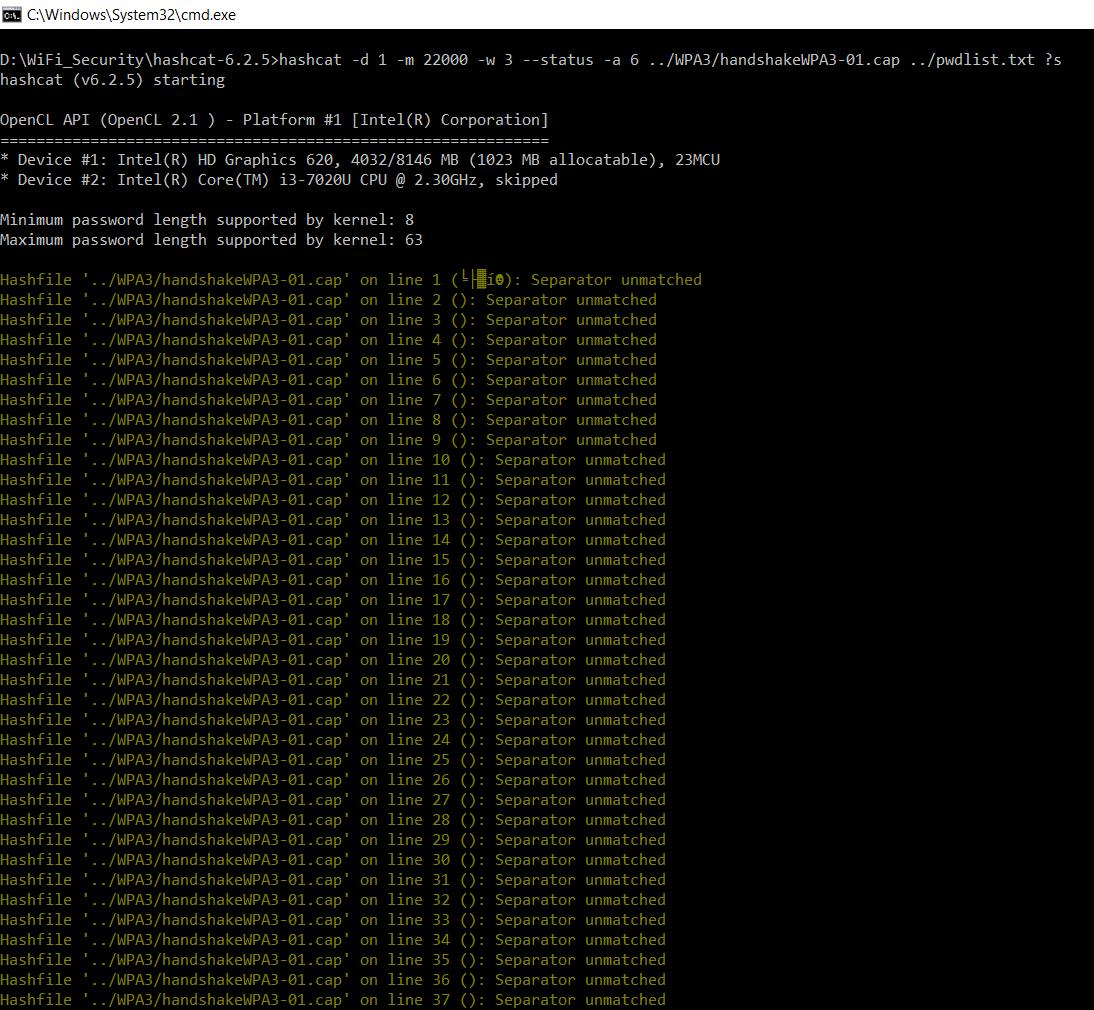 C:\Windows\System32\cmd.exe
D:\WiFi_Security\hashcat-6.2.5>hashcat -d 1 -m 22000 -w 3 --status -a 6 ../WPA3/handshakeWPA3-01.cap ../pwdlist.txt ?s
hashcat (v6.2.5) starting
OpenCL API (OpenCL 2.1 ) - Platform #1 [Intel(R) Corporation]
=============================================================
* Device #1: Intel(R) HD Graphics 620, 4032/8146 MB (1023 MB allocatable), 23MCU
* Device #2: Intel(R) Core(TM) i3-7020U CPU @ 2.30GHz, skipped
Minimum password length supported by kernel: 8
Maximum password length supported by kernel: 63
Hashfile '../WPA3/handshakeWPA3-01.cap' on line 1 (╘├▓í☻): Separator unmatched
Hashfile '../WPA3/handshakeWPA3-01.cap' on line 2 (): Separator unmatched
Hashfile '../WPA3/handshakeWPA3-01.cap' on line 3 (): Separator unmatched
Hashfile '../WPA3/handshakeWPA3-01.cap' on line 4 (): Separator unmatched
Hashfile '../WPA3/handshakeWPA3-01.cap' on line 5 (): Separator unmatched
Hashfile '../WPA3/handshakeWPA3-01.cap' on line 6 (): Separator unmatched
Hashfile '../WPA3/handshakeWPA3-01.cap' on line 7 (): Separator unmatched
Hashfile '../WPA3/handshakeWPA3-01.cap' on line 8 (): Separator unmatched
Hashfile '../WPA3/handshakeWPA3-01.cap' on line 9 (): Separator unmatched
Hashfile '../WPA3/handshakeWPA3-01.cap' on line 10 (): Separator unmatched
Hashfile '../WPA3/handshakeWPA3-01.cap' on line 11 (): Separator unmatched
Hashfile '../WPA3/handshakeWPA3-01.cap' on line 12 (): Separator unmatched
Hashfile '../WPA3/handshakeWPA3-01.cap' on line 13 (): Separator unmatched
Hashfile '../WPA3/handshakeWPA3-01.cap' on line 14 (): Separator unmatched
Hashfile '../WPA3/handshakeWPA3-01.cap' on line 15 (): Separator unmatched
Hashfile '../WPA3/handshakeWPA3-01.cap' on line 16 (): Separator unmatched
Hashfile '../WPA3/handshakeWPA3-01.cap' on line 17 (): Separator unmatched
Hashfile '../WPA3/handshakeWPA3-01.cap' on line 18 (): Separator unmatched
Hashfile '../WPA3/handshakeWPA3-01.cap' on line 19 (): Separator unmatched
Hashfile '../WPA3/handshakeWPA3-01.cap' on line 20 (): Separator unmatched
Hashfile '../WPA3/handshakeWPA3-01.cap' on line 21 (): Separator unmatched
Hashfile '../WPA3/handshakeWPA3-01.cap' on line 22 (): Separator unmatched
Hashfile '../WPA3/handshakeWPA3-01.cap' on line 23 (): Separator unmatched
Hashfile '../WPA3/handshakeWPA3-01.cap' on line 24 (): Separator unmatched
Hashfile '../WPA3/handshakeWPA3-01.cap' on line 25 (): Separator unmatched
Hashfile '../WPA3/handshakeWPA3-01.cap' on line 26 (): Separator unmatched
Hashfile '../WPA3/handshakeWPA3-01.cap' on line 27 (): Separator unmatched
Hashfile '../WPA3/handshakeWPA3-01.cap' on line 28 (): Separator unmatched
Hashfile '../WPA3/handshakeWPA3-01.cap' on line 29 (): Separator unmatched
Hashfile '../WPA3/handshakeWPA3-01.cap' on line 30 (): Separator unmatched
Hashfile '../WPA3/handshakeWPA3-01.cap' on line 31 (): Separator unmatched
Hashfile '../WPA3/handshakeWPA3-01.cap' on line 32 (): Separator unmatched
Hashfile '../WPA3/handshakeWPA3-01.cap' on line 33 (): Separator unmatched
Hashfile '../WPA3/handshakeWPA3-01.cap' on line 34 (): Separator unmatched
Hashfile '../WPA3/handshakeWPA3-01.cap' on line 35 (): Separator unmatched
Hashfile '../WPA3/handshakeWPA3-01.cap' on line 36 (): Separator unmatched
Hashfile '../WPA3/handshakeWPA3-01.cap' on line 37 (): Separator unmatched